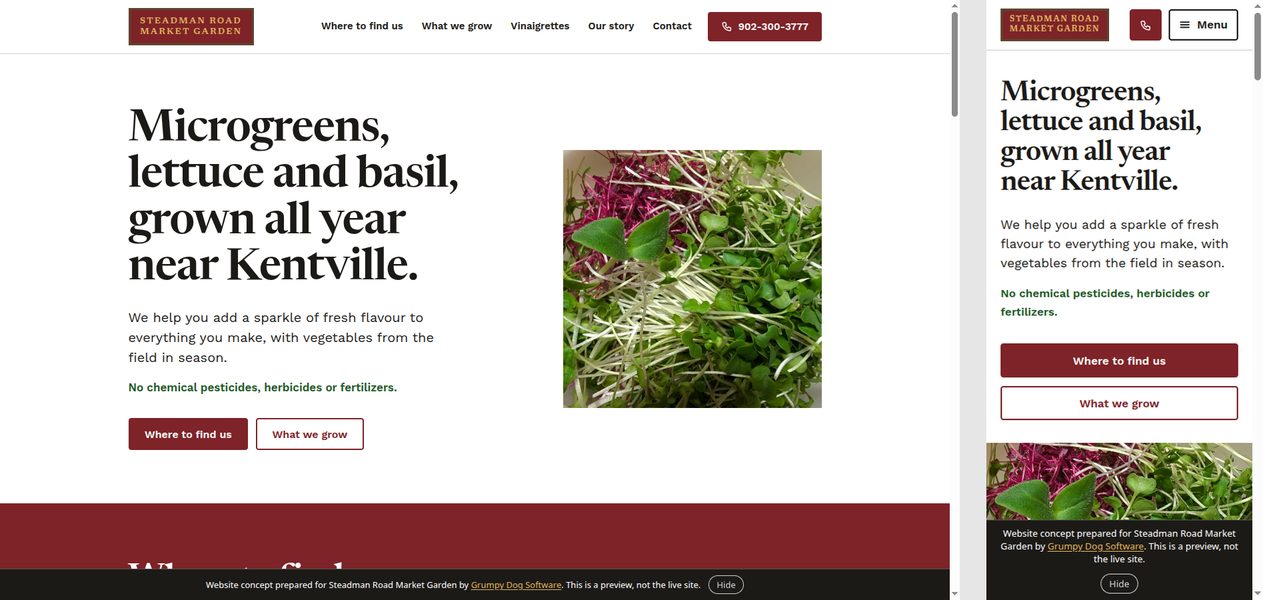 STEADMAN ROAD
MARKET GARDEN
Where to find us
What we grow
Vinaigrettes
Our story
Contact
902-300-3777
Microgreens,
lettuce and basil,
grown all year
near Kentville.
We help you add a sparkle of fresh flavour to
everything you make, with vegetables from the
field in season.
No chemical pesticides, herbicides or fertilizers.
Where to find us
What we grow
Website concept prepared for Steadman Road Market Garden by Grumpy Dog Software. This is a preview, not the live site.
Hide
STEADMAN ROAD
MARKET GARDEN
Menu
Microgreens,
lettuce and basil,
grown all year
near Kentville.
We help you add a sparkle of fresh
flavour to everything you make, with
vegetables from the field in season.
No chemical pesticides, herbicides or
fertilizers.
Where to find us
What we grow
Website concept prepared for Steadman Road Market
Garden by Grumpy Dog Software. This is a preview, not
the live site.
Hide